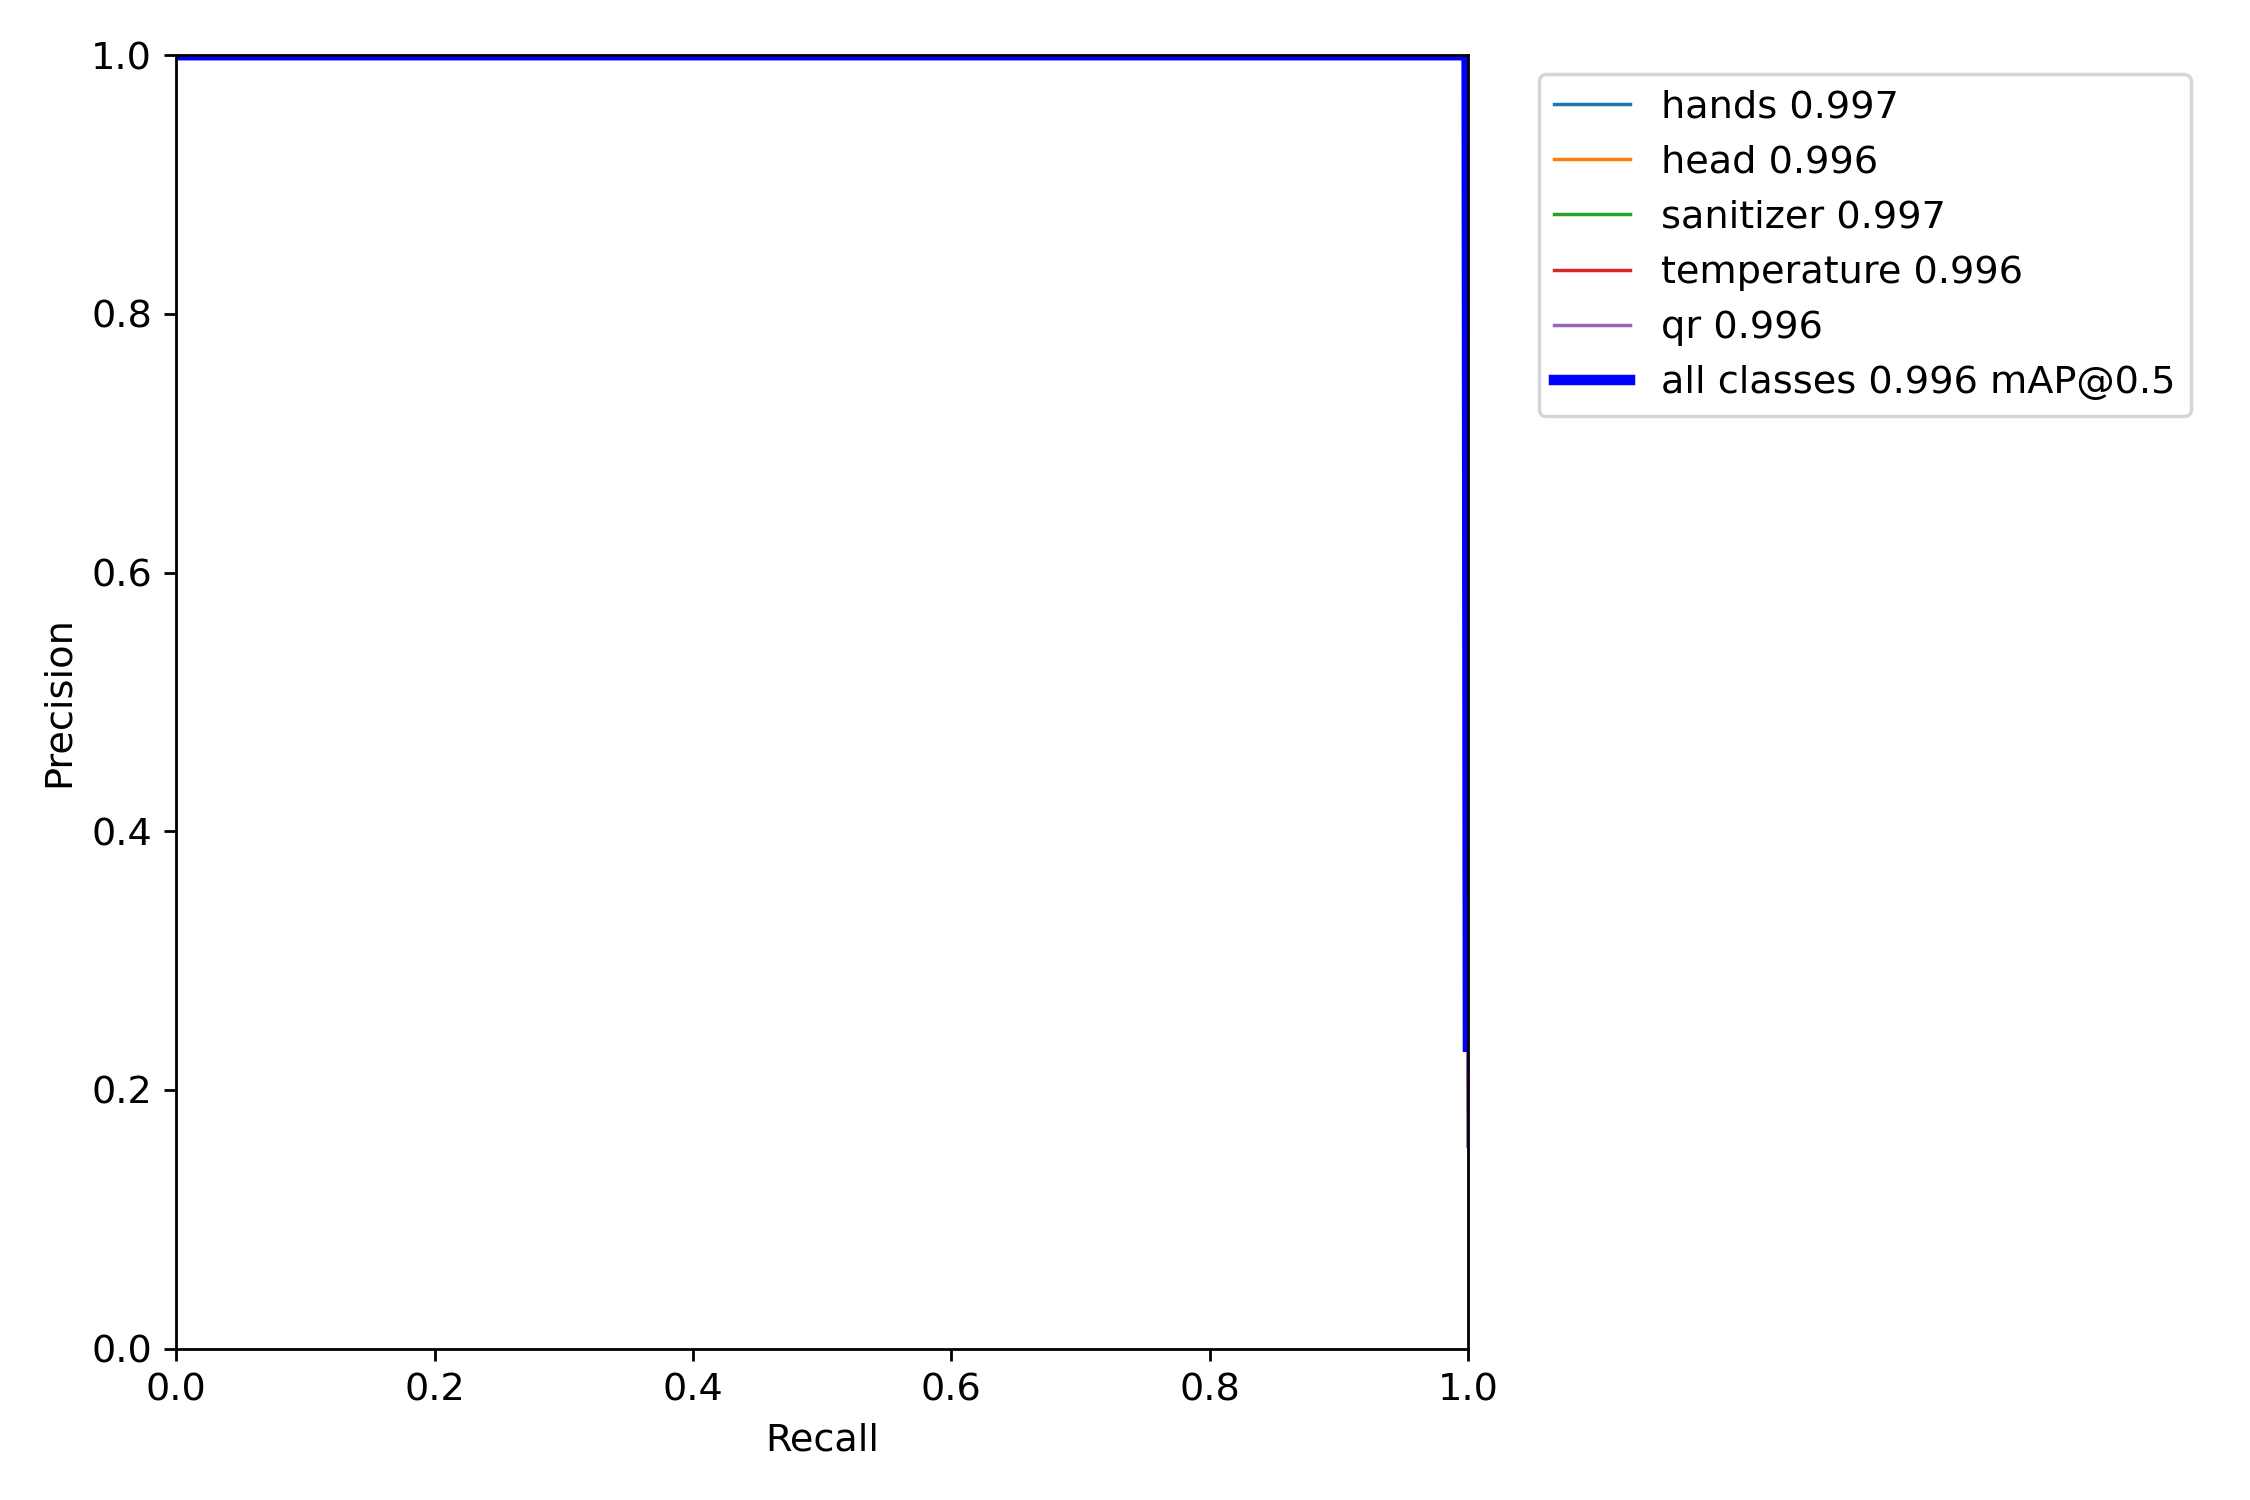 1.0
0.8
0.6
0.4
0.2
0.0
Precision
0.0 0.2 0.4 0.6 0.8 1.0
Recall
hands 0.997
head 0.996
sanitizer 0.997
temperature 0.996
qr 0.996
all classes 0.996 mAP@0.5